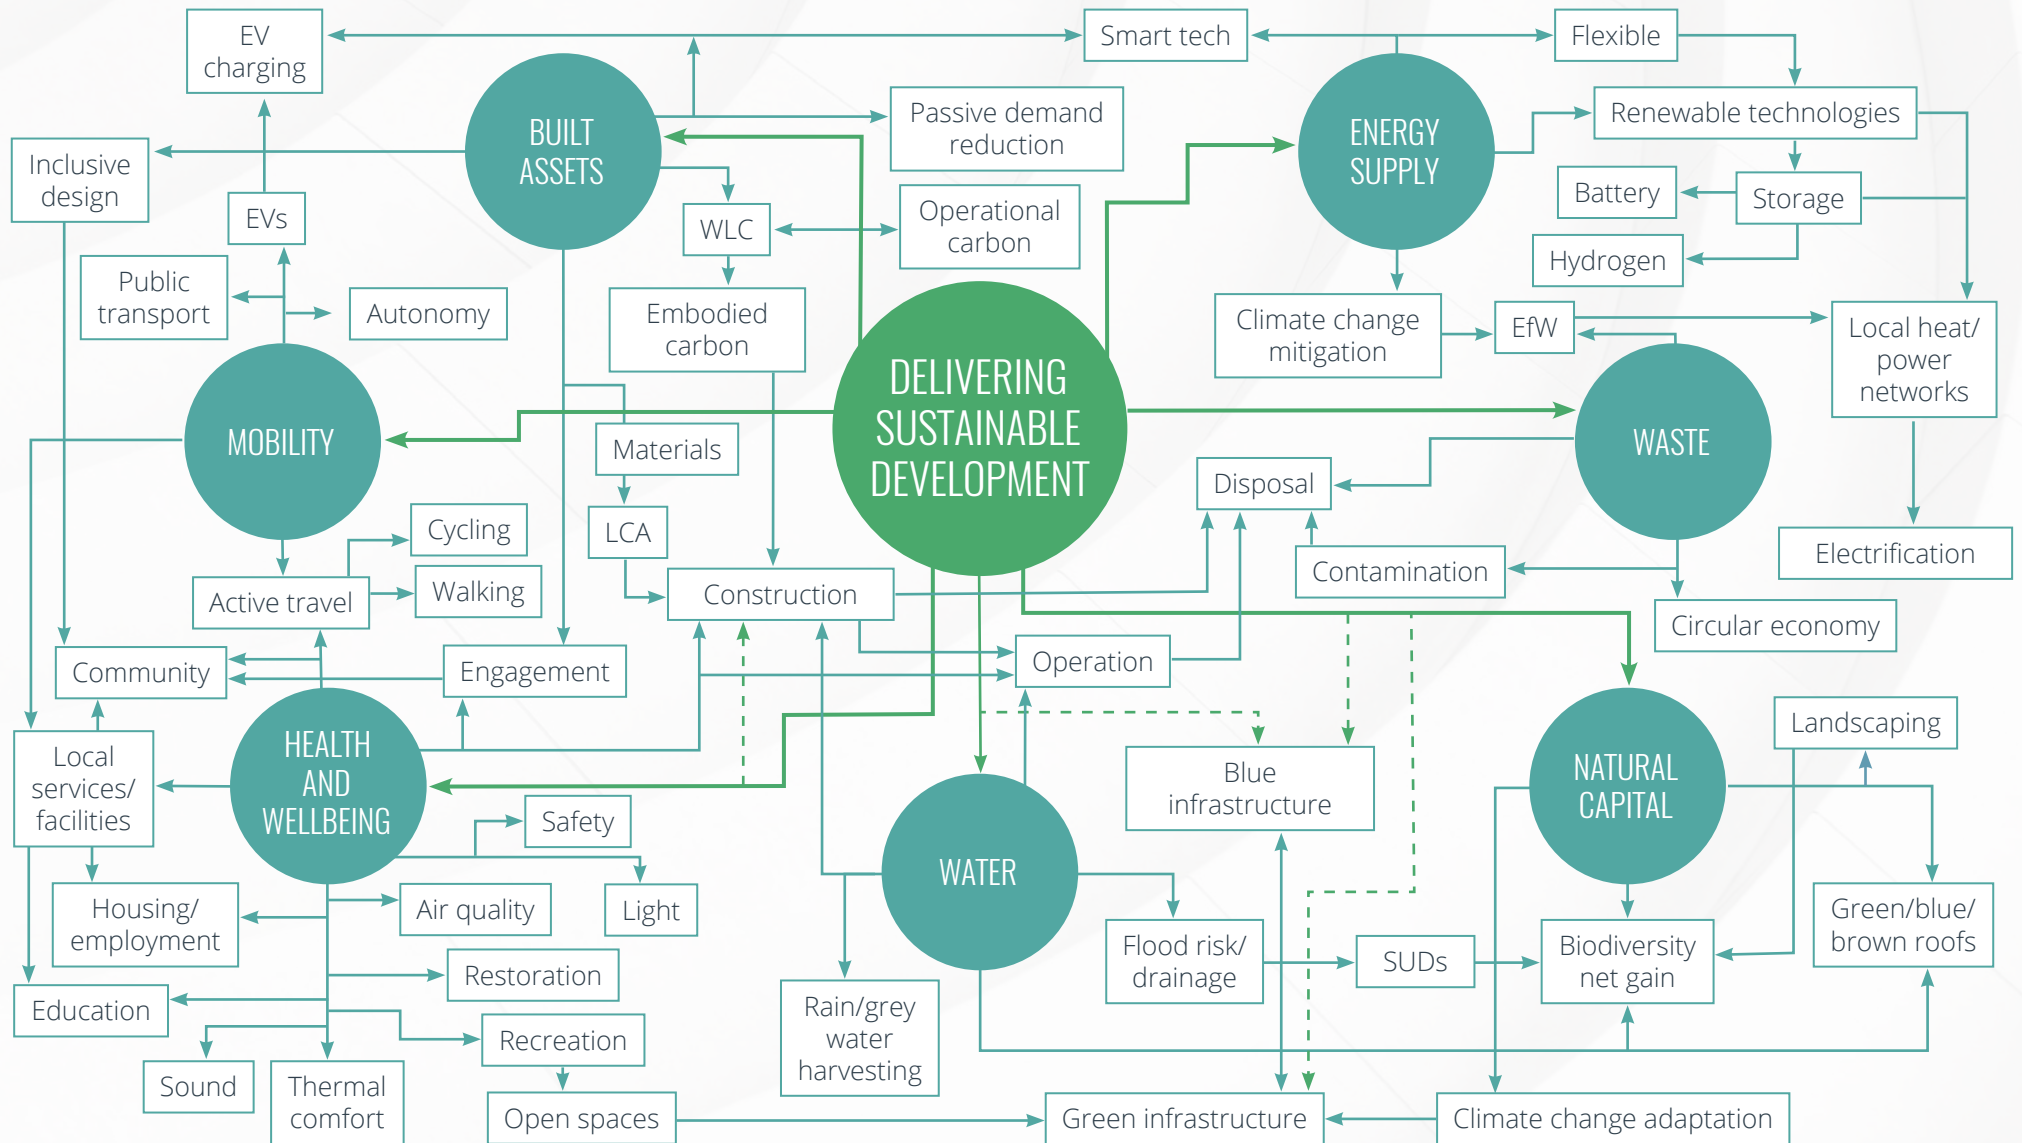 EV
charging
Smart tech
Flexible
BUILT
ASSETS
Passive demand
reduction
ENERGY
SUPPLY
Renewable technologies
Inclusive
design
EVs
WLC
Operational
carbon
Battery
Storage
Hydrogen
Public
transport
Autonomy
Embodied
carbon
Climate change
mitigation
EfW
Local heat/
power
networks
DELIVERING
SUSTAINABLE
DEVELOPMENT
MOBILITY
Materials
WASTE
Disposal
Cycling
LCA
Electrification
Active travel
Walking
Construction
Contamination
Circular economy
Community
Engagement
Operation
Local
services/
facilities
HEALTH
AND
WELLBEING
Landscaping
Blue
infrastructure
NATURAL
CAPITAL
Safety
WATER
Housing/
employment
Air quality
Light
Flood risk/
drainage
SUDs
Biodiversity
net gain
Green/blue/
brown roofs
Restoration
Education
Rain/grey
water
harvesting
Recreation
Sound
Thermal
comfort
Open spaces
Green infrastructure
Climate change adaptation